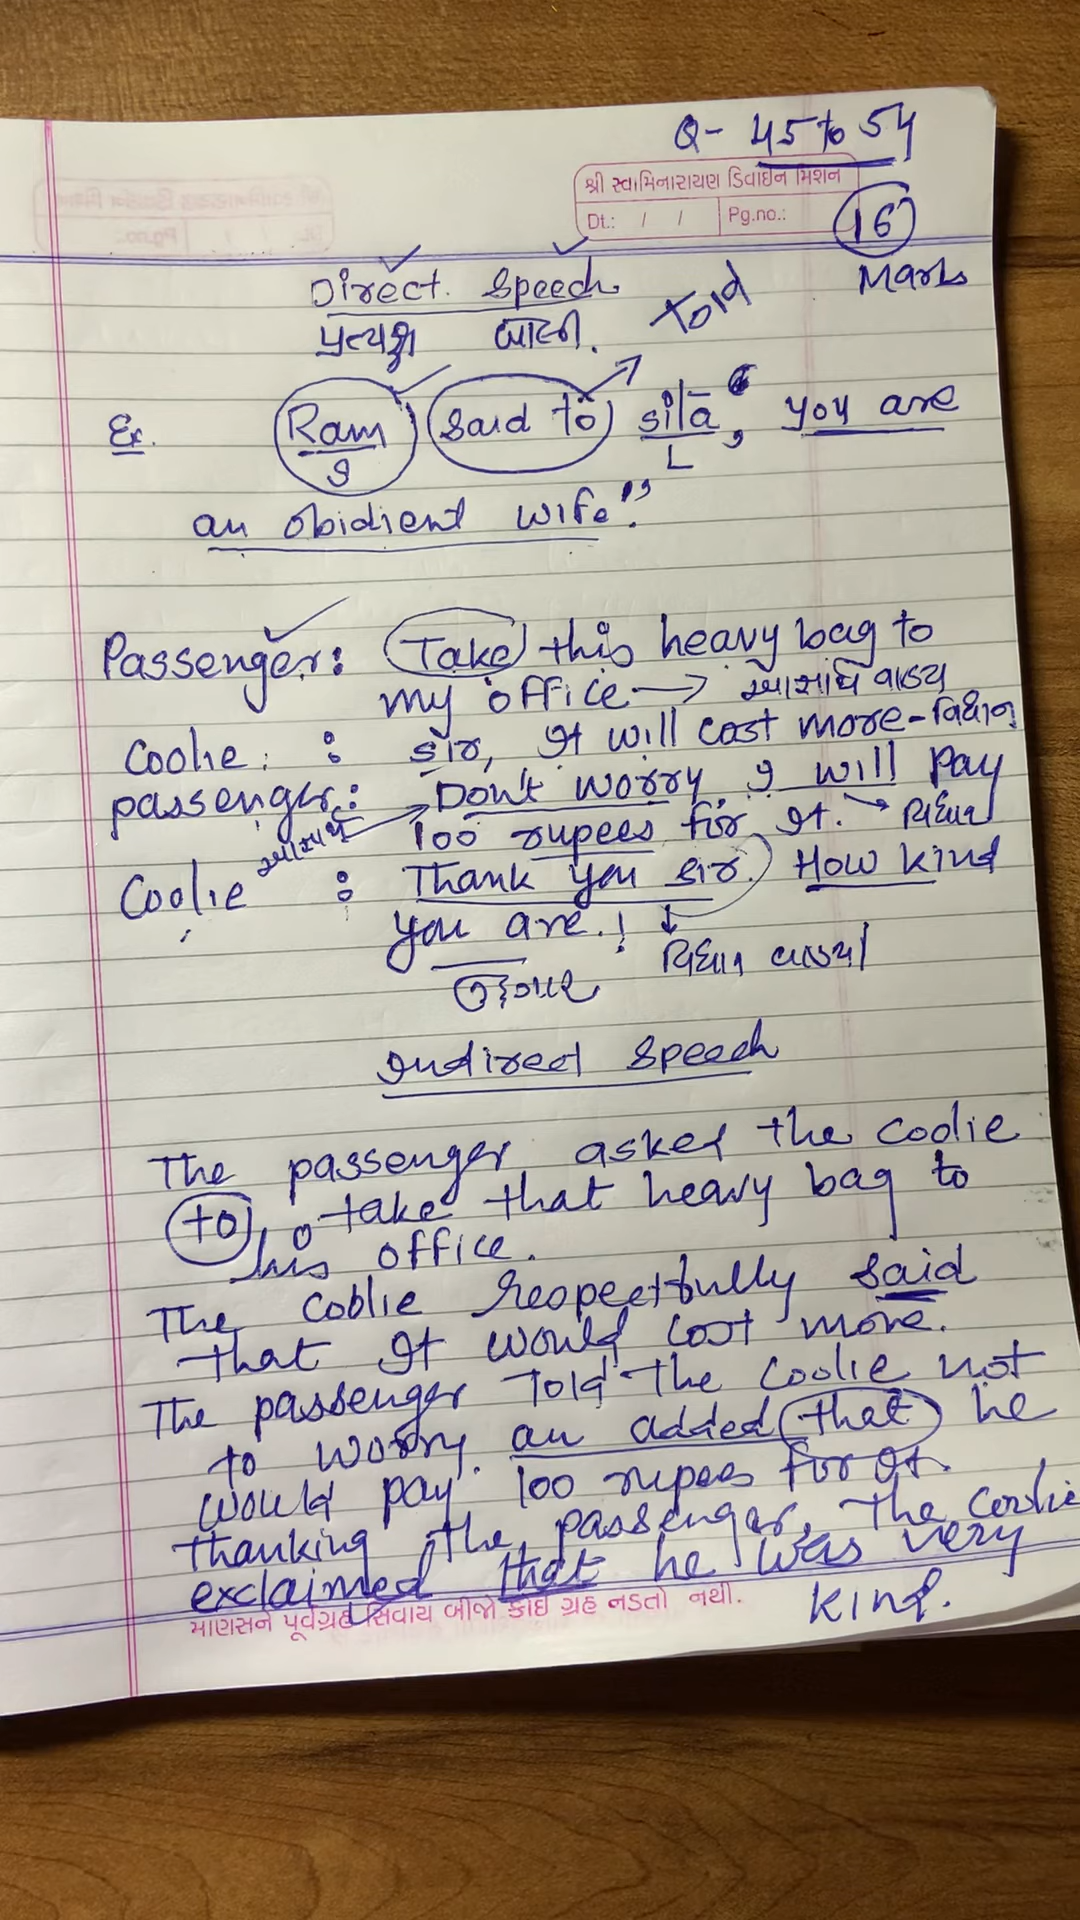 Q- 45 to 54
શ્રી સ્વામિનારાયણ ડિવાઇન મિશન
Dt.: / / Pg.no.:
16
Marks
Direct Speech
પ્રત્યક્ષ
Told
Ex. Ram said to sita, "you are
I L
an obidient wife."
Passenger: Take this heavy bag to
my office → આજ્ઞાર્થ વાક્ય
Coolie : sir, It will cost more - વિધાન
passenger: Don't worry I will pay
100 rupees for It. → વિધાન
આજ્ઞાર્થ
Coolie : Thank you sir. How kind
you are.! ↓
વિધાન વાક્ય
ઉદ્દગાર
Indirect Speech
The passenger asked the coolie
to take that heavy bag to
his office.
The coolie respectfully said
that It would cost more.
The passenger Told the coolie not
to worry an added that he
would pay 100 rupees for It.
thanking the passenger, the coolie
exclaimed that he was very
kind.
માણસને પૂર્વગ્રહ સિવાય બીજો કોઇ ગ્રહ નડતો નથી.